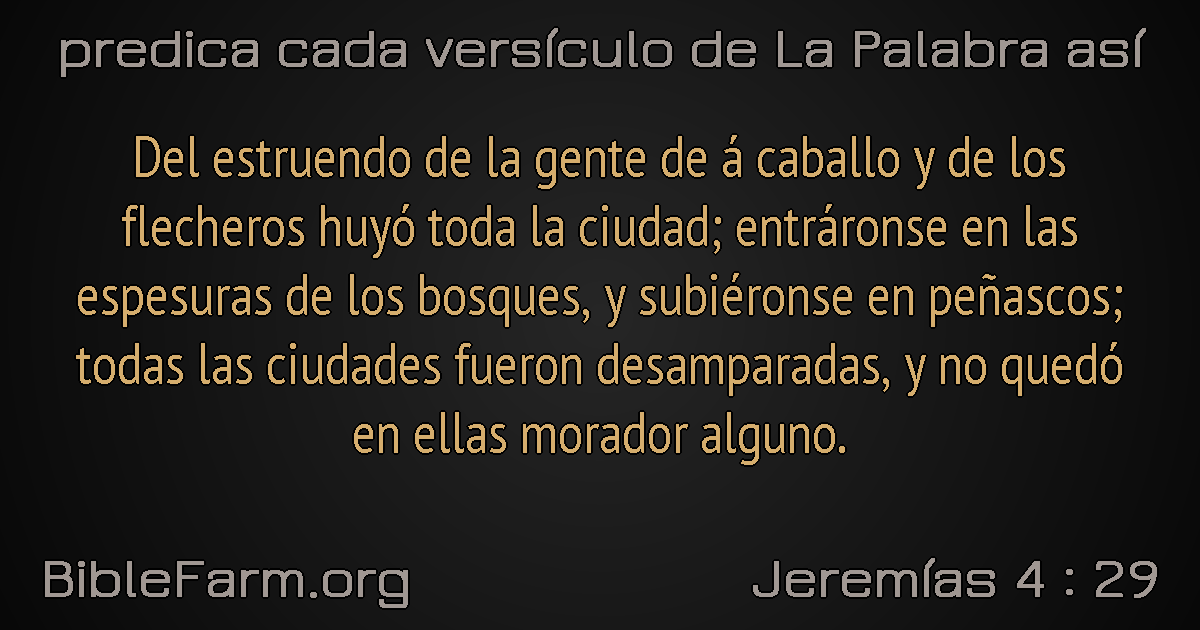 predica cada versículo de La Palabra así
Del estruendo de la gente de á caballo y de los
flecheros huyó toda la ciudad; entráronse en las
espesuras de los bosques, y subiéronse en peñascos;
todas las ciudades fueron desamparadas, y no quedó
en ellas morador alguno.
BibleFarm.org
Jeremías 4 : 29